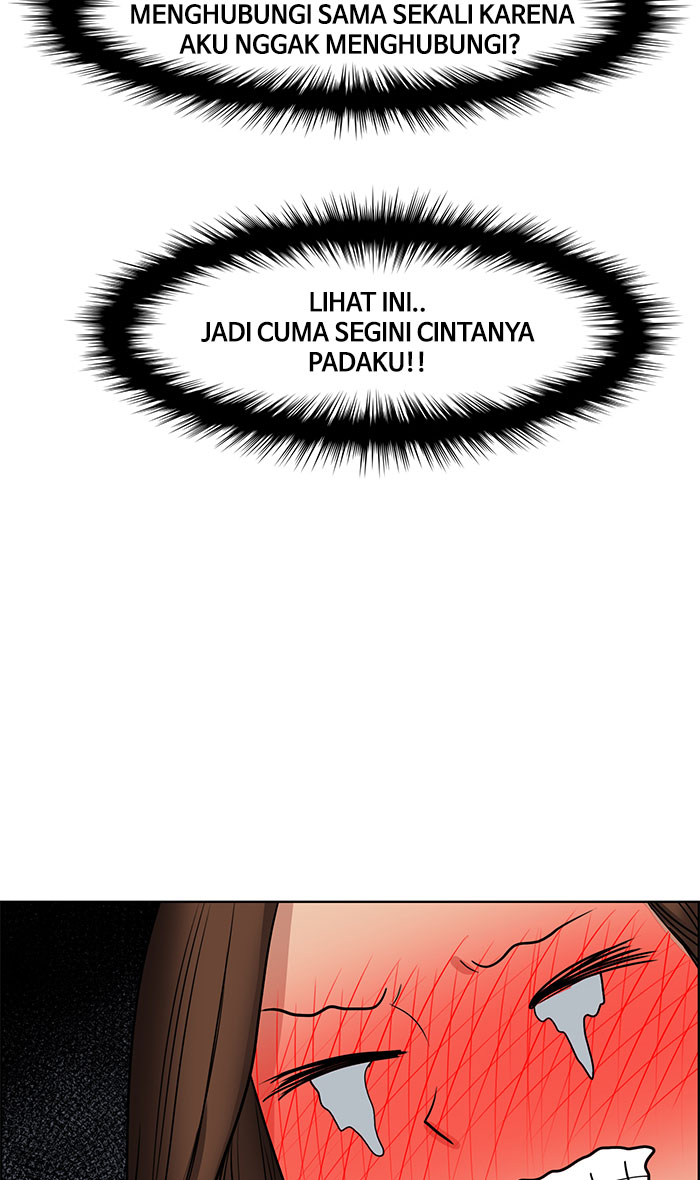 MENGHUBUNGI SAMA SEKALI KARENA
AKU NGGAK MENGHUBUNGI?
LIHAT INI..
JADI CUMA SEGINI CINTANYA
PADAKU!!